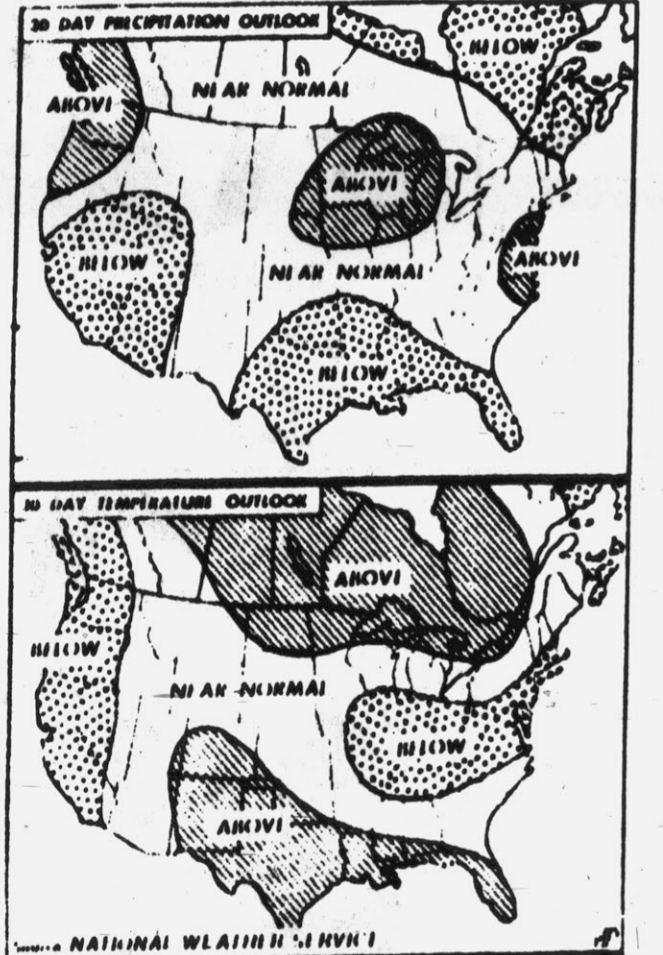 30 DAY PRECIPITATION OUTLOOK
BELOW
NEAR NORMAL
ABOVE
ABOVE
BELOW
ABOVE
NEAR NORMAL
BELOW
30 DAY TEMPERATURE OUTLOOK
ABOVE
BELOW
NEAR NORMAL
BELOW
ABOVE
NATIONAL WEATHER SERVICE